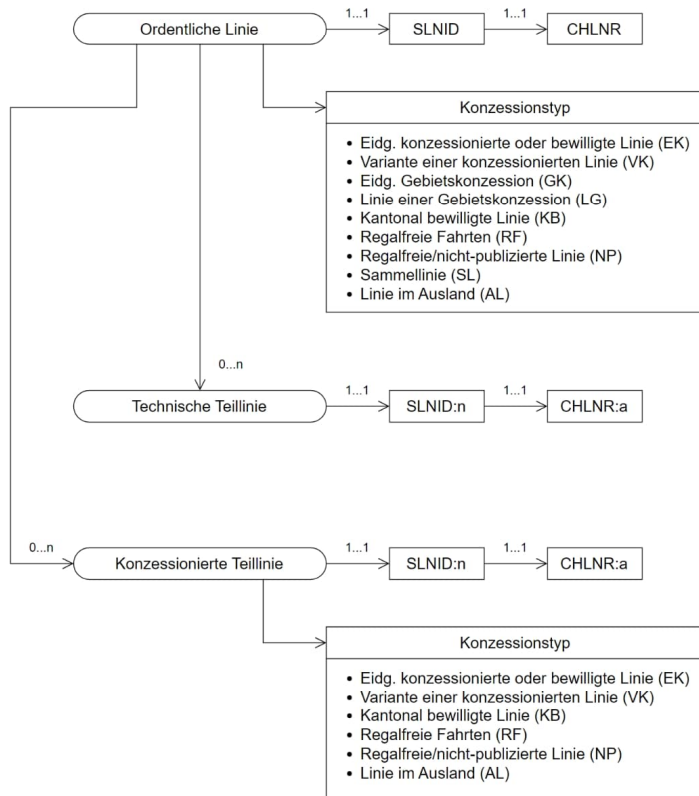 1...1
1...1
Ordentliche Linie
SLNID
CHLNR
Konzessionstyp
• Eidg. konzessionierte oder bewilligte Linie (EK)
• Variante einer konzessionierten Linie (VK)
• Eidg. Gebietskonzession (GK)
• Linie einer Gebietskonzession (LG)
• Kantonal bewilligte Linie (KB)
• Regalfreie Fahrten (RF)
• Regalfreie/nicht-publizierte Linie (NP)
• Sammellinie (SL)
• Linie im Ausland (AL)
0...n
1...1
1...1
Technische Teillinie
SLNID:n
CHLNR:a
0...n
1...1
1...1
Konzessionierte Teillinie
SLNID:n
CHLNR:a
Konzessionstyp
• Eidg. konzessionierte oder bewilligte Linie (EK)
• Variante einer konzessionierten Linie (VK)
• Kantonal bewilligte Linie (KB)
• Regalfreie Fahrten (RF)
• Regalfreie/nicht-publizierte Linie (NP)
• Linie im Ausland (AL)